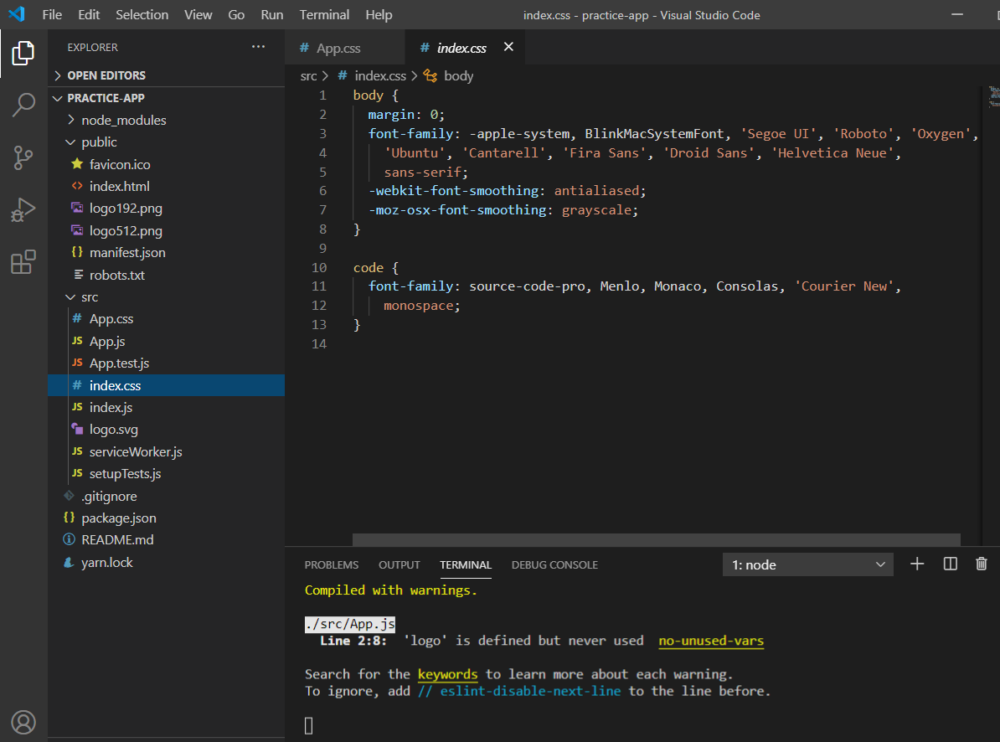 File Edit Selection View Go Run Terminal Help
index.css - practice-app - Visual Studio Code
EXPLORER
OPEN EDITORS
PRACTICE-APP
node_modules
public
favicon.ico
index.html
logo192.png
logo512.png
manifest.json
robots.txt
src
App.css
App.js
App.test.js
index.css
index.js
logo.svg
serviceWorker.js
setupTests.js
.gitignore
package.json
README.md
yarn.lock
# App.css # index.css
src > # index.css > body
1 body {
2 margin: 0;
3 font-family: -apple-system, BlinkMacSystemFont, 'Segoe UI', 'Roboto', 'Oxygen',
4 'Ubuntu', 'Cantarell', 'Fira Sans', 'Droid Sans', 'Helvetica Neue',
5 sans-serif;
6 -webkit-font-smoothing: antialiased;
7 -moz-osx-font-smoothing: grayscale;
8 }
9
10 code {
11 font-family: source-code-pro, Menlo, Monaco, Consolas, 'Courier New',
12 monospace;
13 }
14
PROBLEMS OUTPUT TERMINAL DEBUG CONSOLE 1: node
Compiled with warnings.
./src/App.js
Line 2:8: 'logo' is defined but never used no-unused-vars
Search for the keywords to learn more about each warning.
To ignore, add // eslint-disable-next-line to the line before.